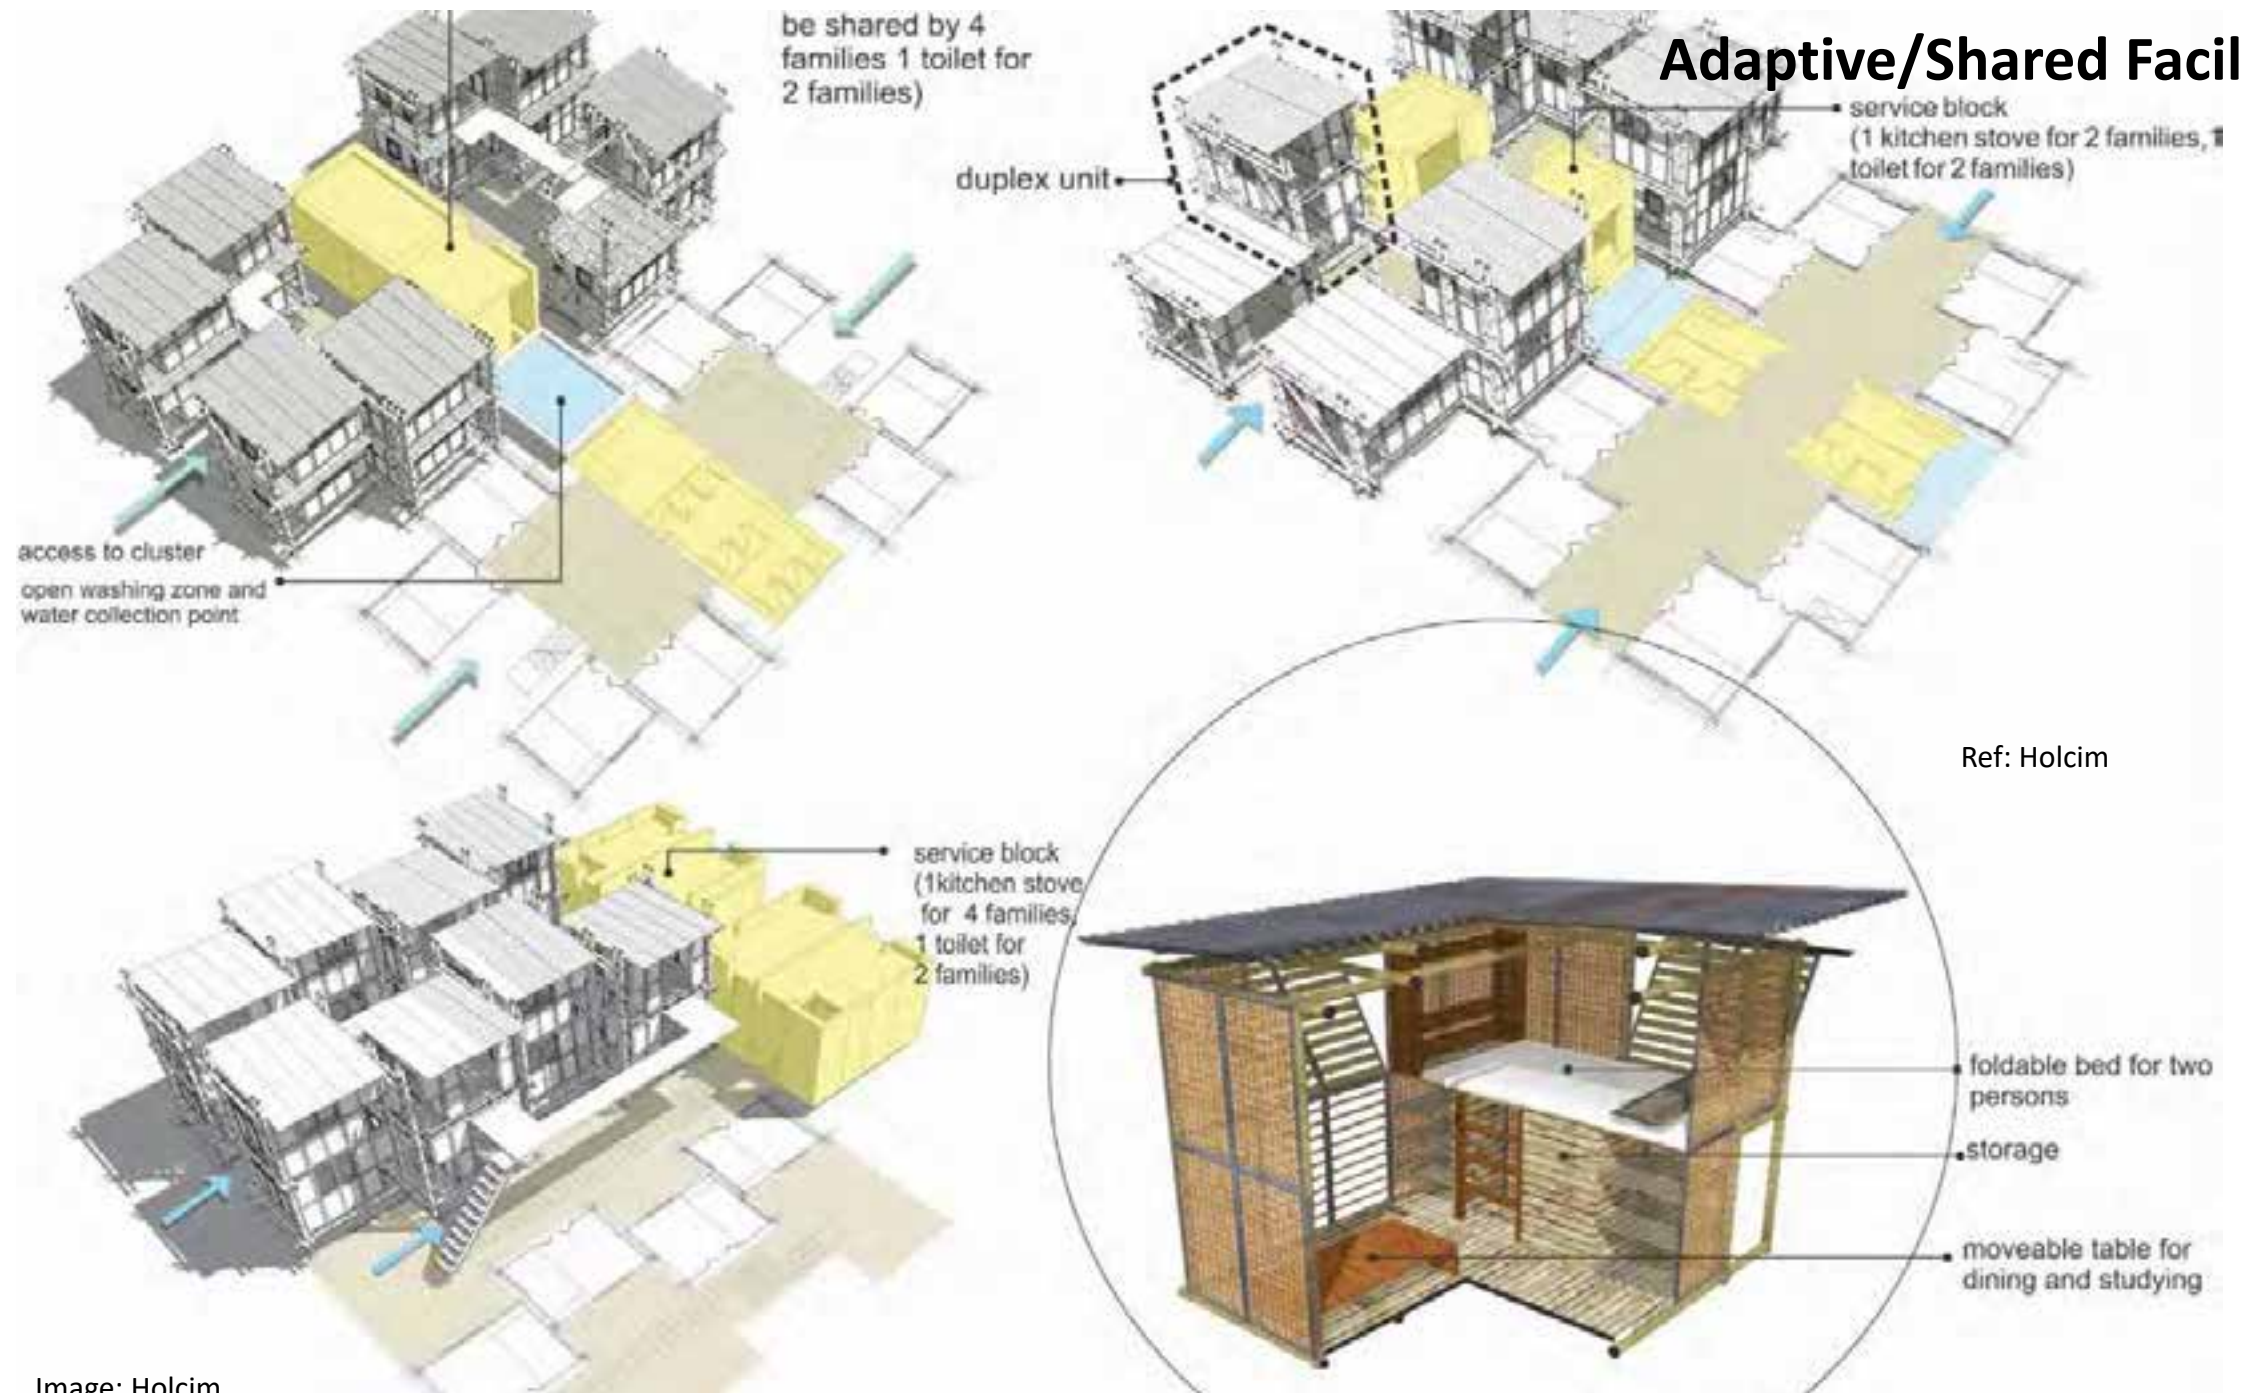 Adaptive/Shared Facil
be shared by 4
families 1 toilet for
2 families)
duplex unit
service block
(1 kitchen stove for 2 families,
toilet for 2 families)
access to cluster
open washing zone and
water collection point
Ref: Holcim
service block
(1kitchen stove
for 4 families,
1 toilet for
2 families)
foldable bed for two
persons
storage
moveable table for
dining and studying
Image: Holcim